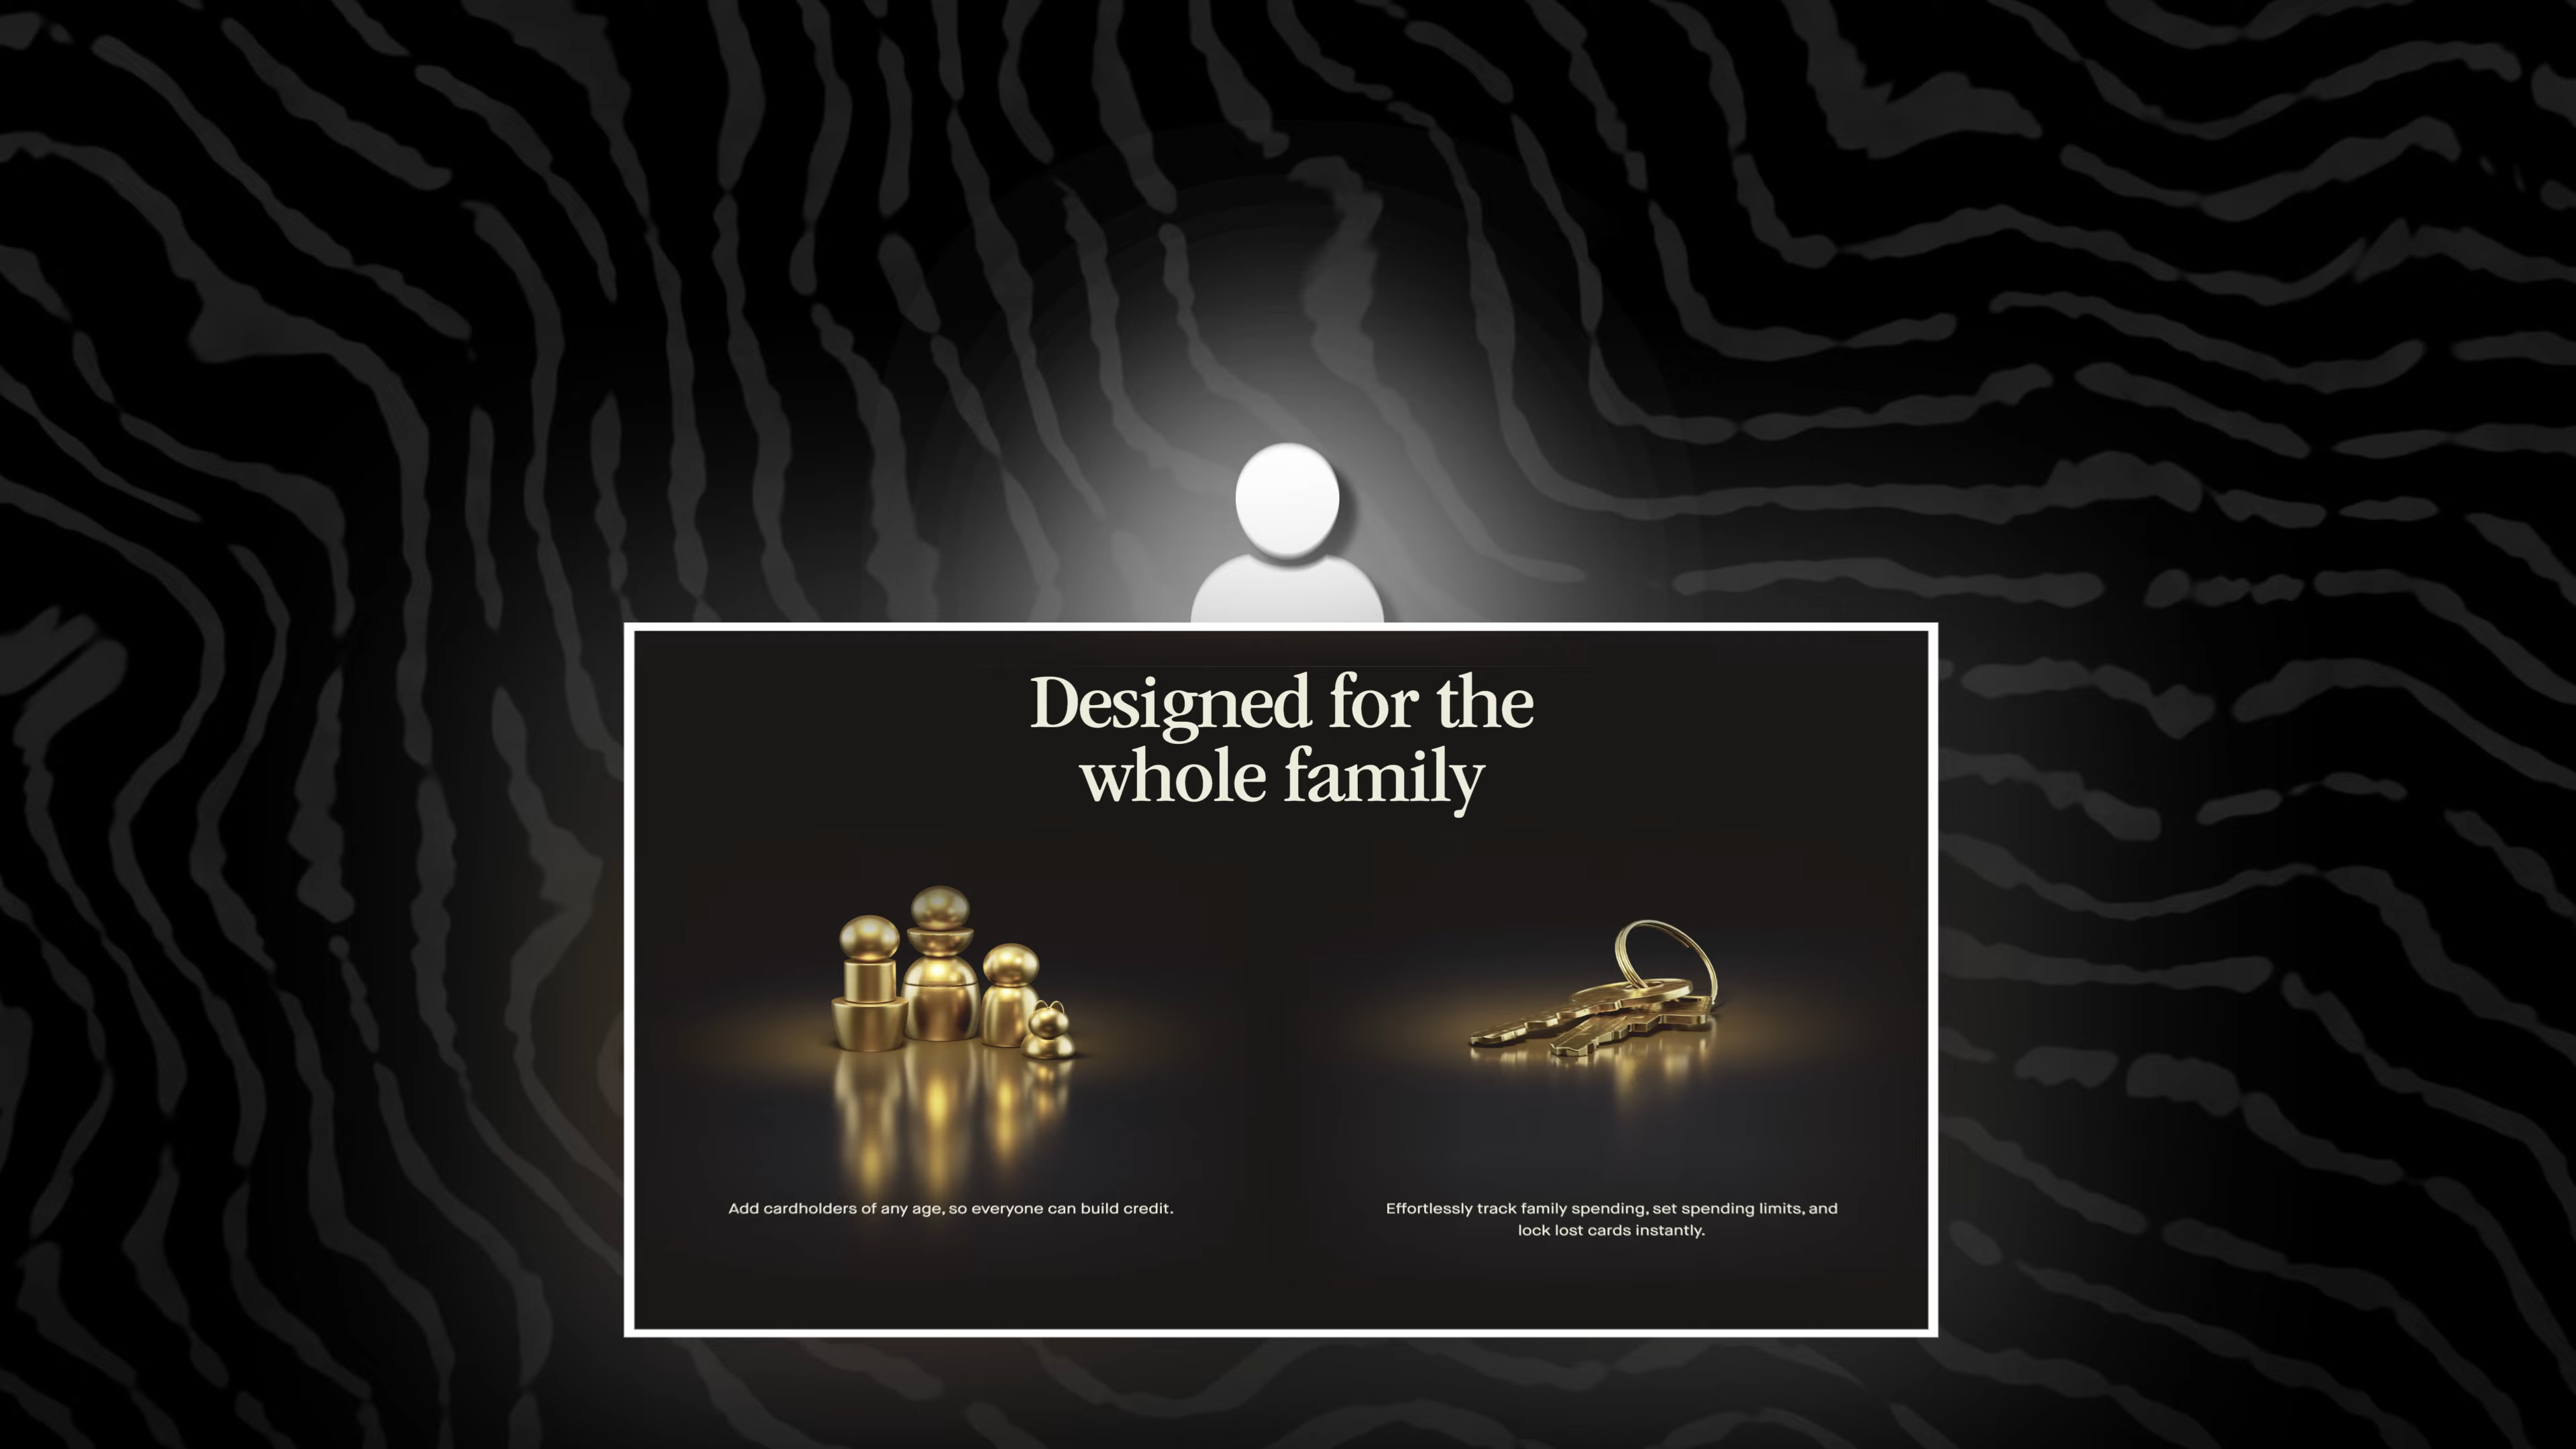 Designed for the
whole family
Add cardholders of any age, so everyone can build credit.
Effortlessly track family spending, set spending limits, and
lock lost cards instantly.